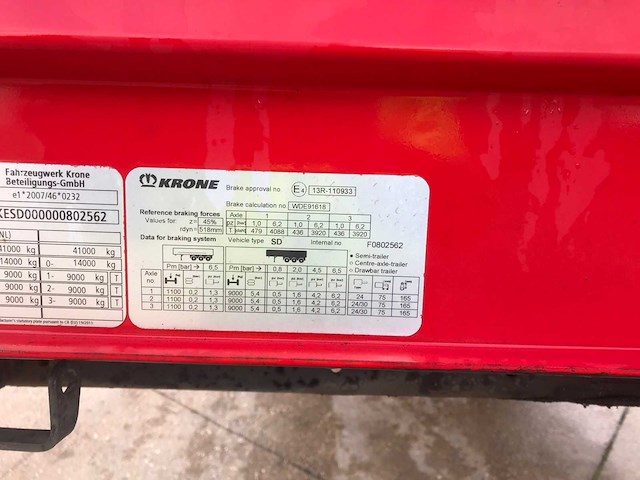 Fahrzeugwerk Krone
Beteiligungs-GmbH
e1*2007/46*0232
KESD000000802562
NL)
41000 kg 41000 kg
14000 kg 0- 14000 kg
9000 kg 1- 9000 kg T
9000 kg 2- 9000 kg
9000 kg 3- 9000 kg T
KRONE
Brake approval no. E4 13R-110933
Brake calculation no. WDE91618
Reference braking forces
Values for z= 45%
rdyn= 518mm
Axle 1 2 3
pz 1,0 6,2 1,0 6,2 1,0 6,2
T 479 4088 436 3920 436 3920
Data for braking system
Vehicle type SD Internal no F0802562
Semi-trailer
Centre-axle-trailer
Drawbar trailer
Pm [bar] → 6,5 Pm [bar] → 0,8 2,0 4,5 6,5
Axle
no
1 1100 0,2 1,3 9000 5,4 0,5 1,6 4,2 6,2 24 75 165
2 1100 0,2 1,3 9000 5,4 0,5 1,6 4,2 6,2 24/30 75 165
3 1100 0,2 1,3 9000 5,4 0,5 1,6 4,2 6,2 24/30 75 165